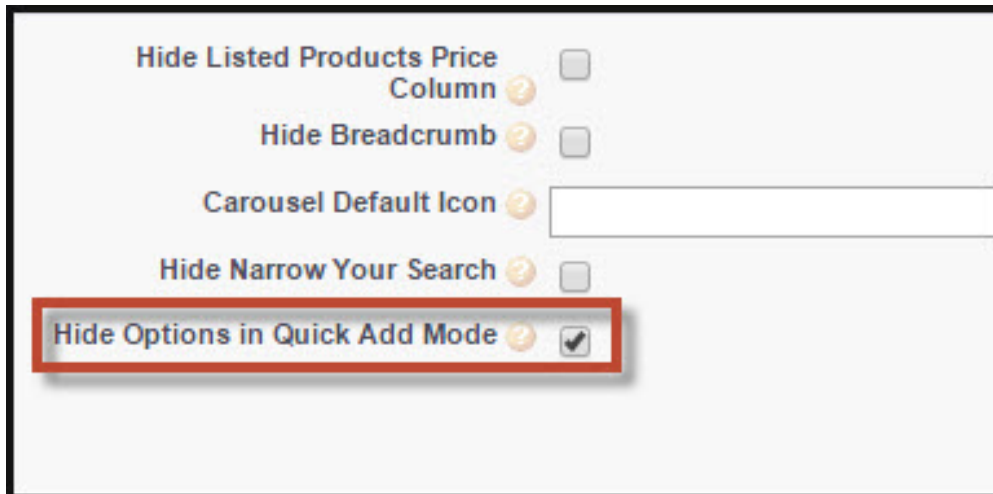 Hide Listed Products Price
Column
Hide Breadcrumb
Carousel Default Icon
Hide Narrow Your Search
Hide Options in Quick Add Mode